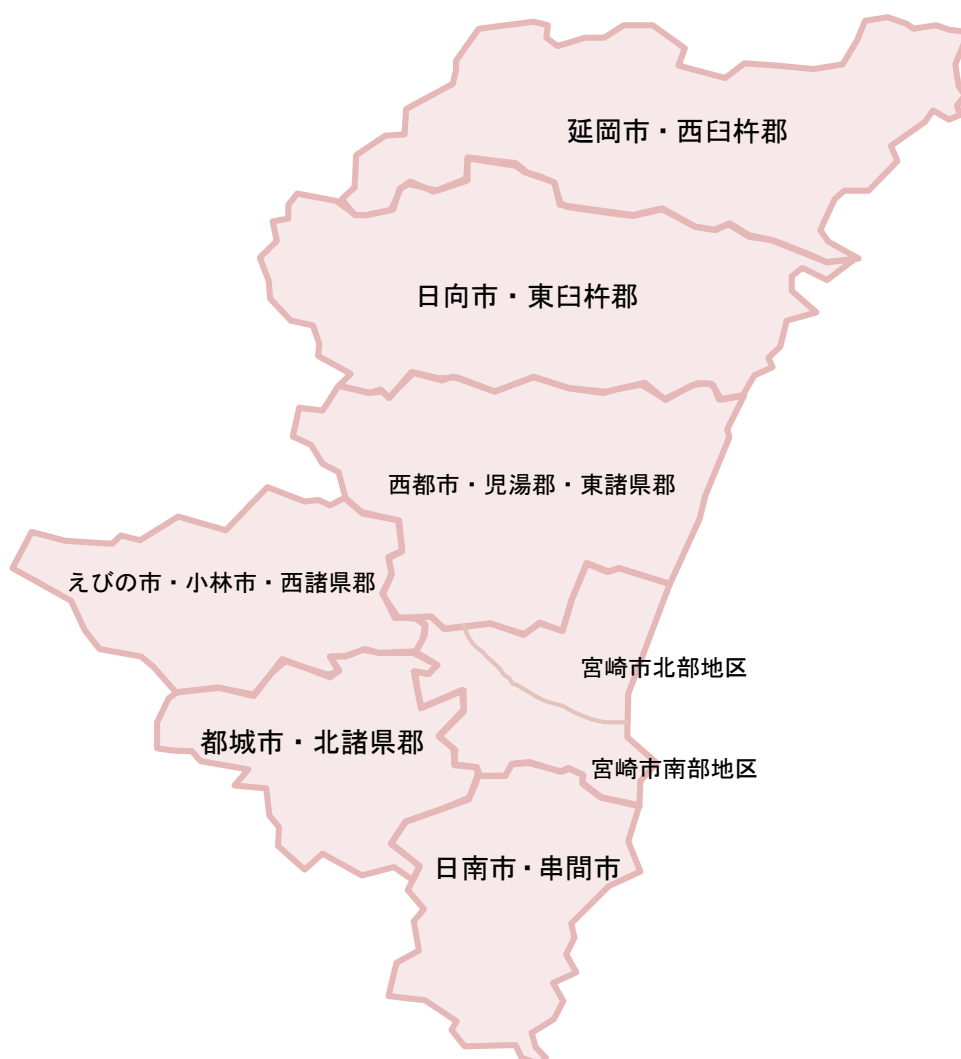 延岡市・西臼杵郡
日向市・東臼杵郡
西都市・児湯郡・東諸県郡
えびの市・小林市・西諸県郡
宮崎市北部地区
都城市・北諸県郡
宮崎市南部地区
日南市・串間市